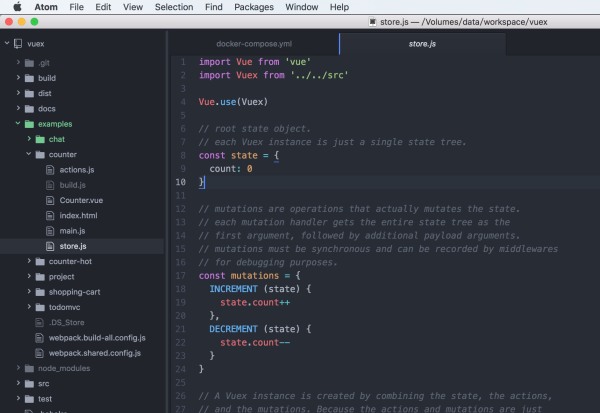 Atom File Edit View Selection Find Packages Window Help
store.js — /Volumes/data/workspace/vuex
vuex
.git
build
dist
docs
examples
chat
counter
actions.js
build.js
Counter.vue
index.html
main.js
store.js
counter-hot
project
shopping-cart
todomvc
.DS_Store
webpack.build-all.config.js
webpack.shared.config.js
node_modules
src
test
docker-compose.yml
store.js
1 import Vue from 'vue'
2 import Vuex from '../../src'
3
4 Vue.use(Vuex)
5
6 // root state object.
7 // each Vuex instance is just a single state tree.
8 const state = {
9 count: 0
10 }
11
12 // mutations are operations that actually mutates the state.
13 // each mutation handler gets the entire state tree as the
14 // first argument, followed by additional payload arguments.
15 // mutations must be synchronous and can be recorded by middlewares
16 // for debugging purposes.
17 const mutations = {
18 INCREMENT (state) {
19 state.count++
20 },
21 DECREMENT (state) {
22 state.count--
23 }
24 }
25
26 // A Vuex instance is created by combining the state, the actions,
27 // and the mutations. Because the actions and mutations are just